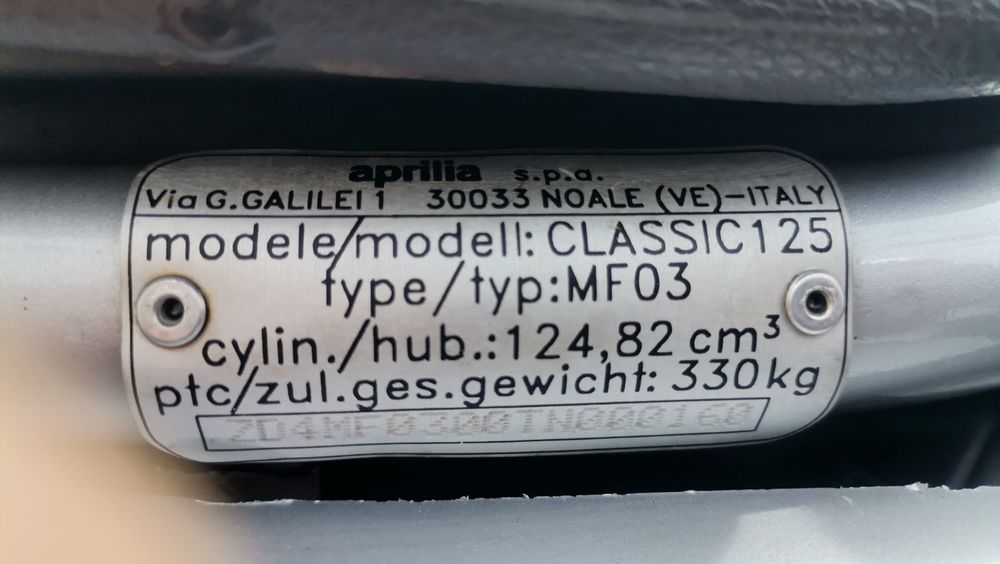 aprilia s.p.a.
Via G.GALILEI 1 30033 NOALE (VE)-ITALY
modele/modell: CLASSIC125
type/typ:MF03
cylin./hub.:124,82 cm³
ptc/zul.ges.gewicht: 330kg
ZD4MF0300TN000160